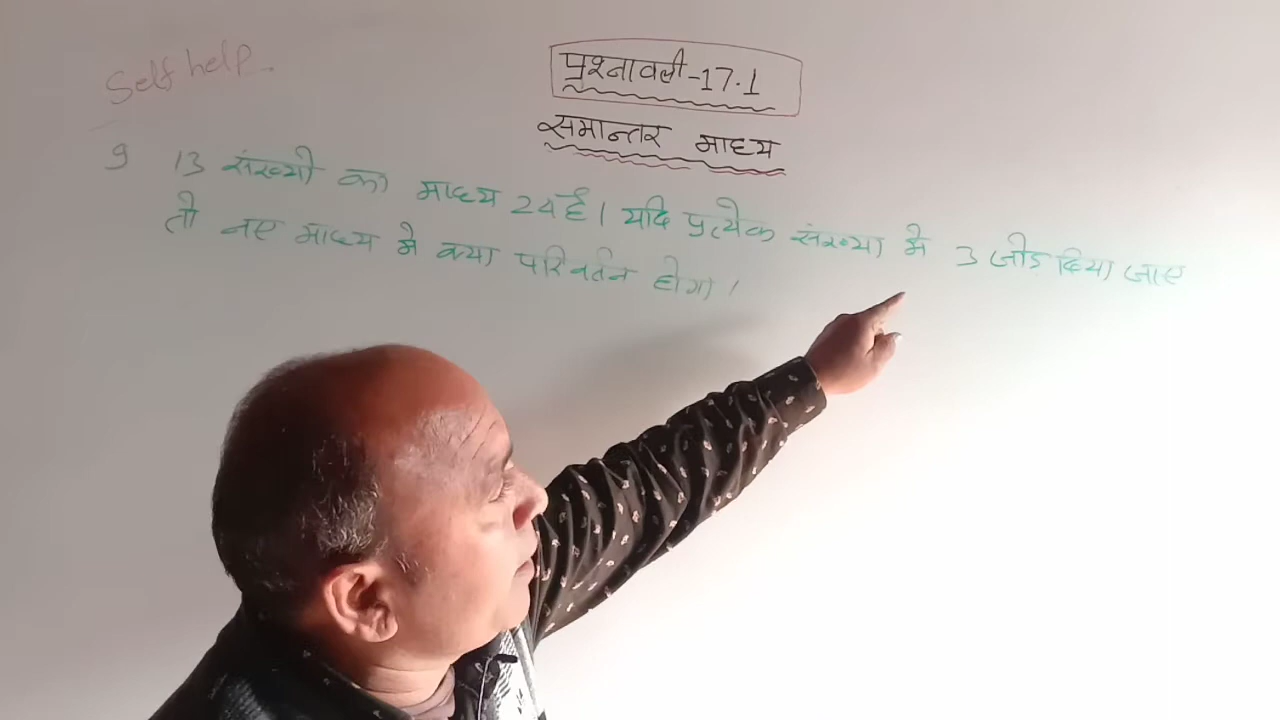 Self help.
प्रश्नावली-17.1
समान्तर माध्य
9 13 संख्यों का माध्य 24 है। यदि प्रत्येक संख्या में 3 जोड़ दिया जाए
तो नए माध्य में क्या परिवर्तन होगा।